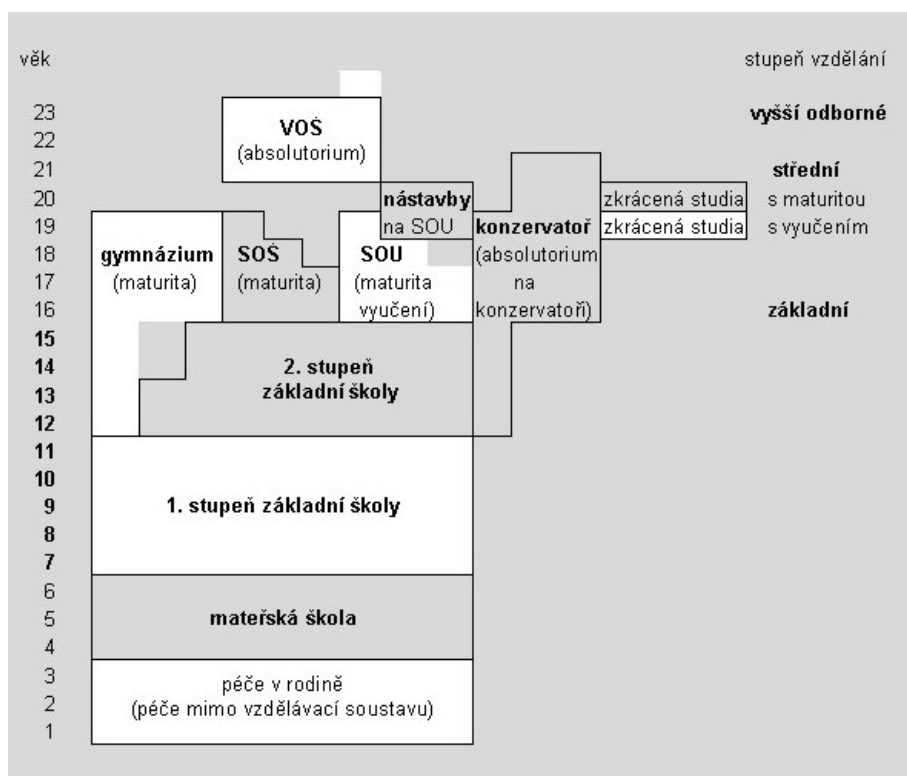 věk
stupeň vzdělání
23
vyšší odborné
VOŠ
22
(absolutorium)
21
střední
20
nástavby
zkrácená studia
s maturitou
19
na SOU
konzervatoř
zkrácená studia
s vyučením
18
gymnázium
SOŠ
SOU
(absolutorium
17
(maturita)
(maturita)
(maturita
na
16
vyučení)
konzervatoři)
základní
15
14
2. stupeň
13
základní školy
12
11
10
9
1. stupeň základní školy
8
7
6
5
mateřská škola
4
3
péče v rodině
2
(péče mimo vzdělávací soustavu)
1